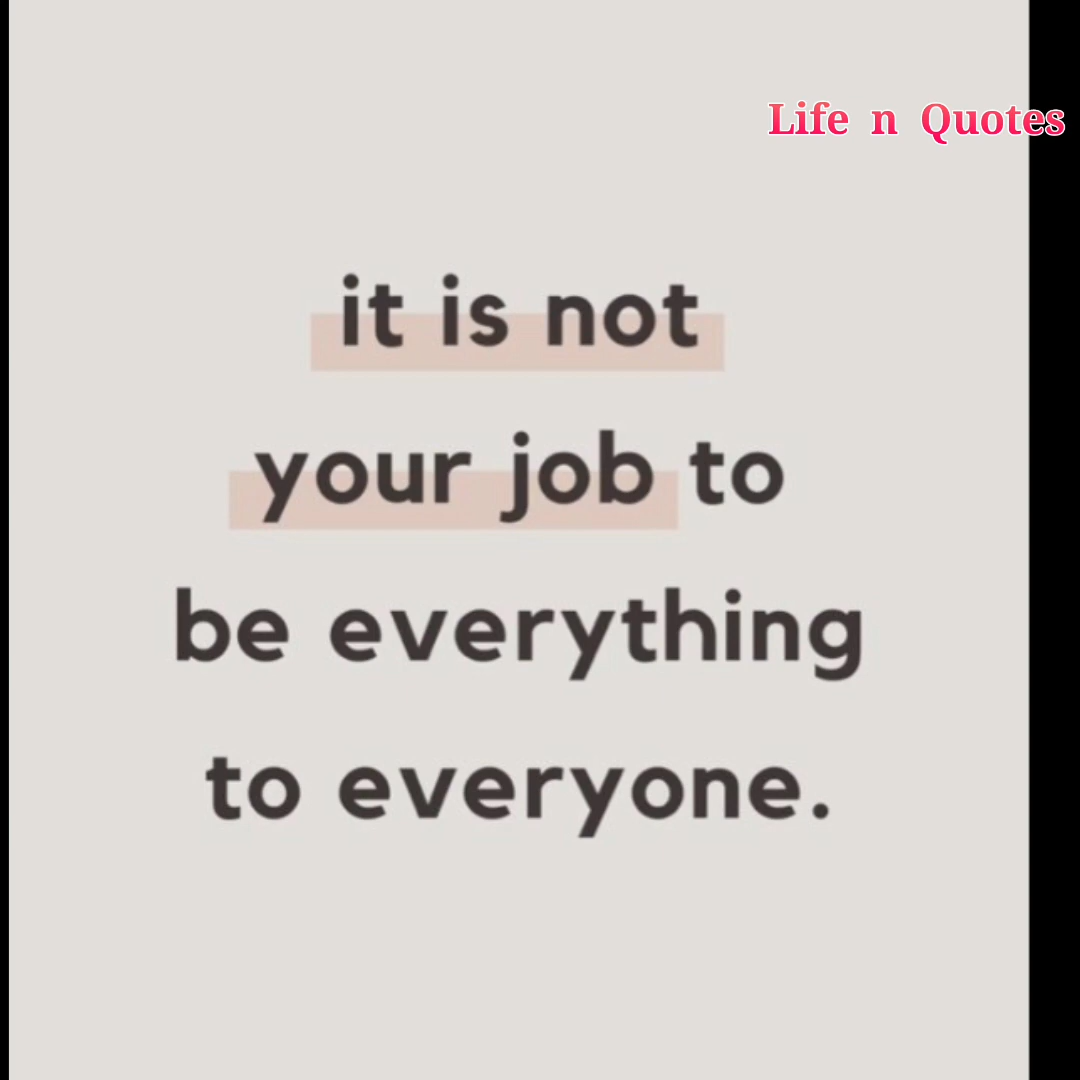 Life n Quotes
it is not
your job to
be everything
to everyone.